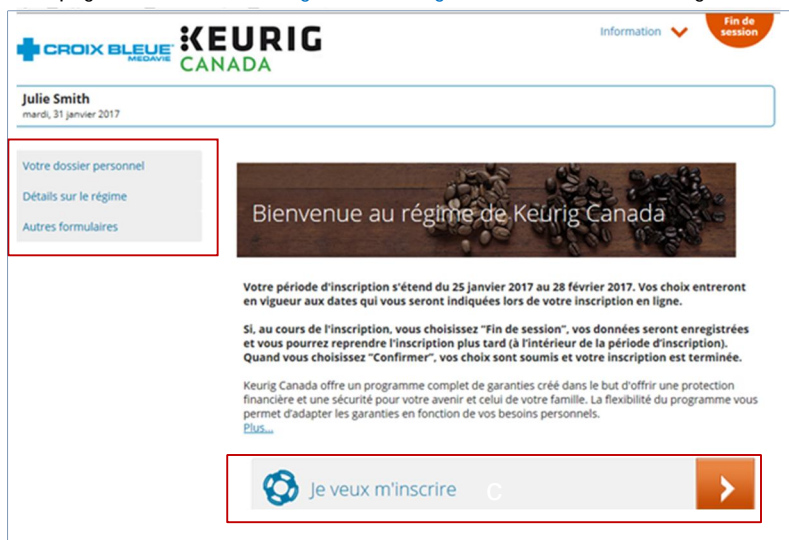 CROIX BLEUE
MEDAVIE
KEURIG
CANADA
Information
Fin de
session
Julie Smith
mardi, 31 janvier 2017
Votre dossier personnel
Détails sur le régime
Autres formulaires
Bienvenue au régime de Keurig Canada
Votre période d'inscription s'étend du 25 janvier 2017 au 28 février 2017. Vos choix entreront
en vigueur aux dates qui vous seront indiquées lors de votre inscription en ligne.
Si, au cours de l'inscription, vous choisissez "Fin de session", vos données seront enregistrées
et vous pourrez reprendre l'inscription plus tard (à l'intérieur de la période d'inscription).
Quand vous choisissez "Confirmer", vos choix sont soumis et votre inscription est terminée.
Keurig Canada offre un programme complet de garanties créé dans le but d'offrir une protection
financière et une sécurité pour votre avenir et celui de votre famille. La flexibilité du programme vous
permet d'adapter les garanties en fonction de vos besoins personnels.
Plus...
Je veux m'inscrire
C